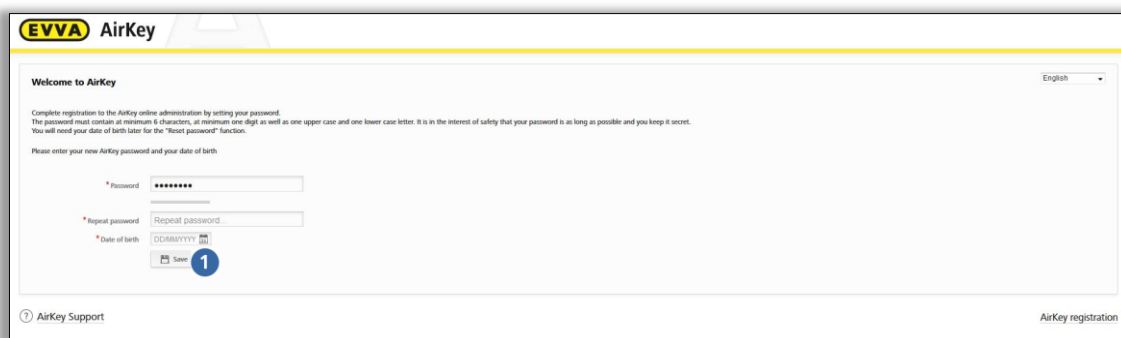 EVVA AirKey
Welcome to AirKey
English
Complete registration to the AirKey online administration by setting your password.
The password must contain at minimum 6 characters, at minimum one digit as well as one upper case and one lower case letter. It is in the interest of safety that your password is as long as possible and you keep it secret.
You will need your date of birth later for the "Reset password" function.
Please enter your new AirKey password and your date of birth
* Password ●●●●●●●●
* Repeat password Repeat password...
* Date of birth DD/MM/YYYY
Save 1
? AirKey Support
AirKey registration